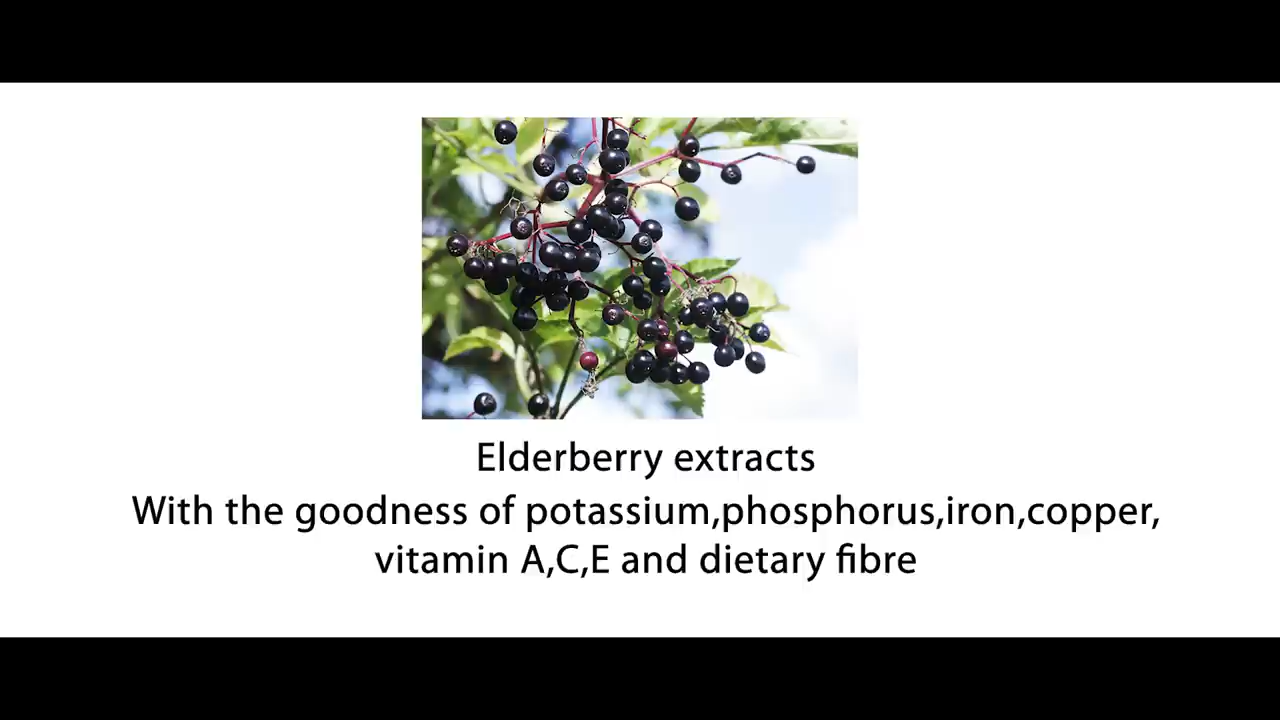 Elderberry extracts
With the goodness of potassium,phosphorus,iron,copper,
vitamin A,C,E and dietary fibre